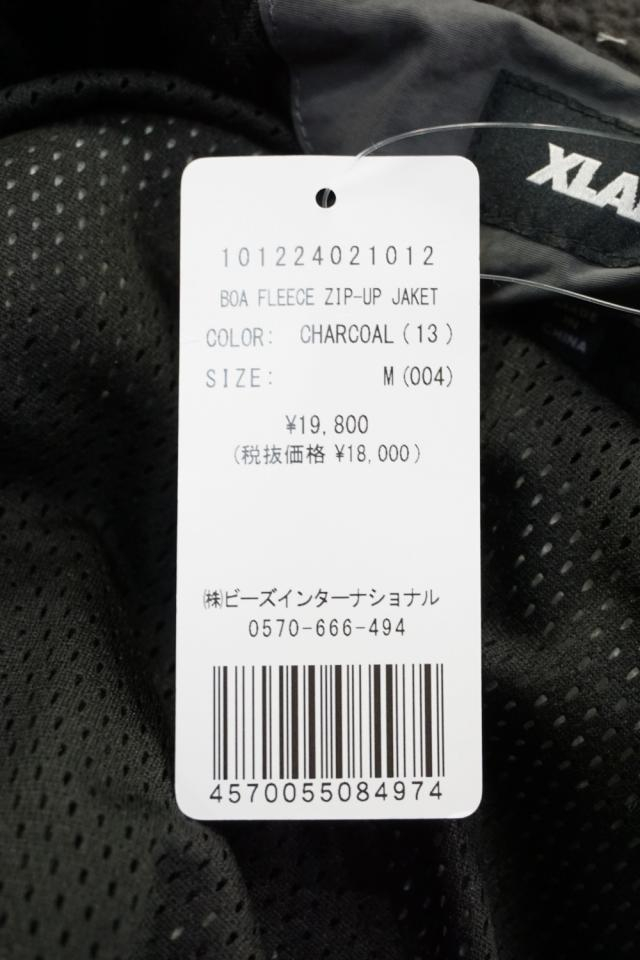 101224021012
BOA FLEECE ZIP-UP JAKET
COLOR: CHARCOAL(13)
SIZE: M(004)
¥19,800
(税抜価格 ¥18,000)
㈱ビーズインターナショナル
0570-666-494
4570055084974
XLA
CHINA